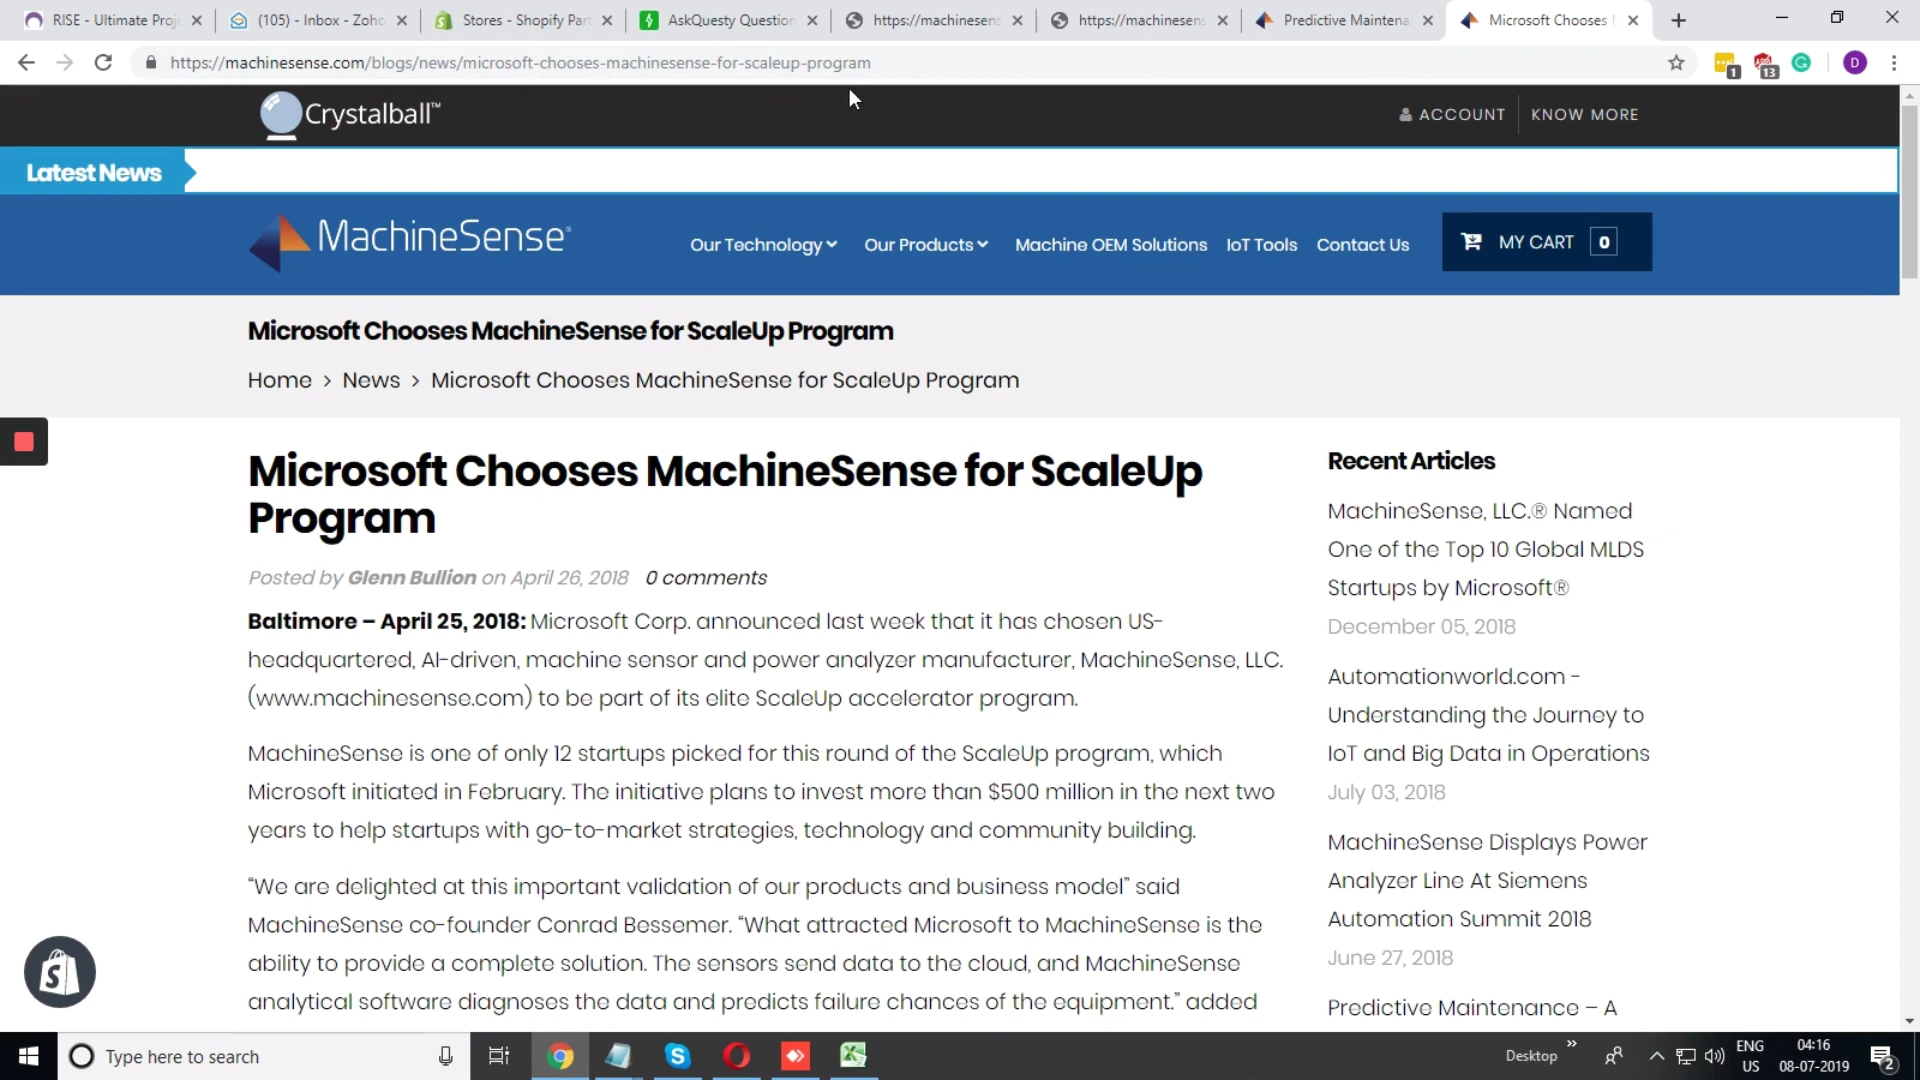 RISE - Ultimate Proj
(105) - Inbox - Zoho
Stores - Shopify Par
AskQuesty Question
https://machinesens
https://machinesens
Predictive Maintena
Microsoft Chooses
https://machinesense.com/blogs/news/microsoft-chooses-machinesense-for-scaleup-program
1
13
D
Crystalball™
ACCOUNT
KNOW MORE
Latest News
MachineSense®
Our Technology
Our Products
Machine OEM Solutions
IoT Tools
Contact Us
MY CART 0
Microsoft Chooses MachineSense for ScaleUp Program
Home > News > Microsoft Chooses MachineSense for ScaleUp Program
Microsoft Chooses MachineSense for ScaleUp
Program
Posted by Glenn Bullion on April 26, 2018 0 comments
Baltimore – April 25, 2018: Microsoft Corp. announced last week that it has chosen US-
headquartered, AI-driven, machine sensor and power analyzer manufacturer, MachineSense, LLC.
(www.machinesense.com) to be part of its elite ScaleUp accelerator program.
MachineSense is one of only 12 startups picked for this round of the ScaleUp program, which
Microsoft initiated in February. The initiative plans to invest more than $500 million in the next two
years to help startups with go-to-market strategies, technology and community building.
“We are delighted at this important validation of our products and business model” said
MachineSense co-founder Conrad Bessemer. “What attracted Microsoft to MachineSense is the
ability to provide a complete solution. The sensors send data to the cloud, and MachineSense
analytical software diagnoses the data and predicts failure chances of the equipment.” added
Recent Articles
MachineSense, LLC.® Named
One of the Top 10 Global MLDS
Startups by Microsoft®
December 05, 2018
Automationworld.com -
Understanding the Journey to
IoT and Big Data in Operations
July 03, 2018
MachineSense Displays Power
Analyzer Line At Siemens
Automation Summit 2018
June 27, 2018
Predictive Maintenance – A
Type here to search
Desktop
ENG
US
04:16
08-07-2019
2